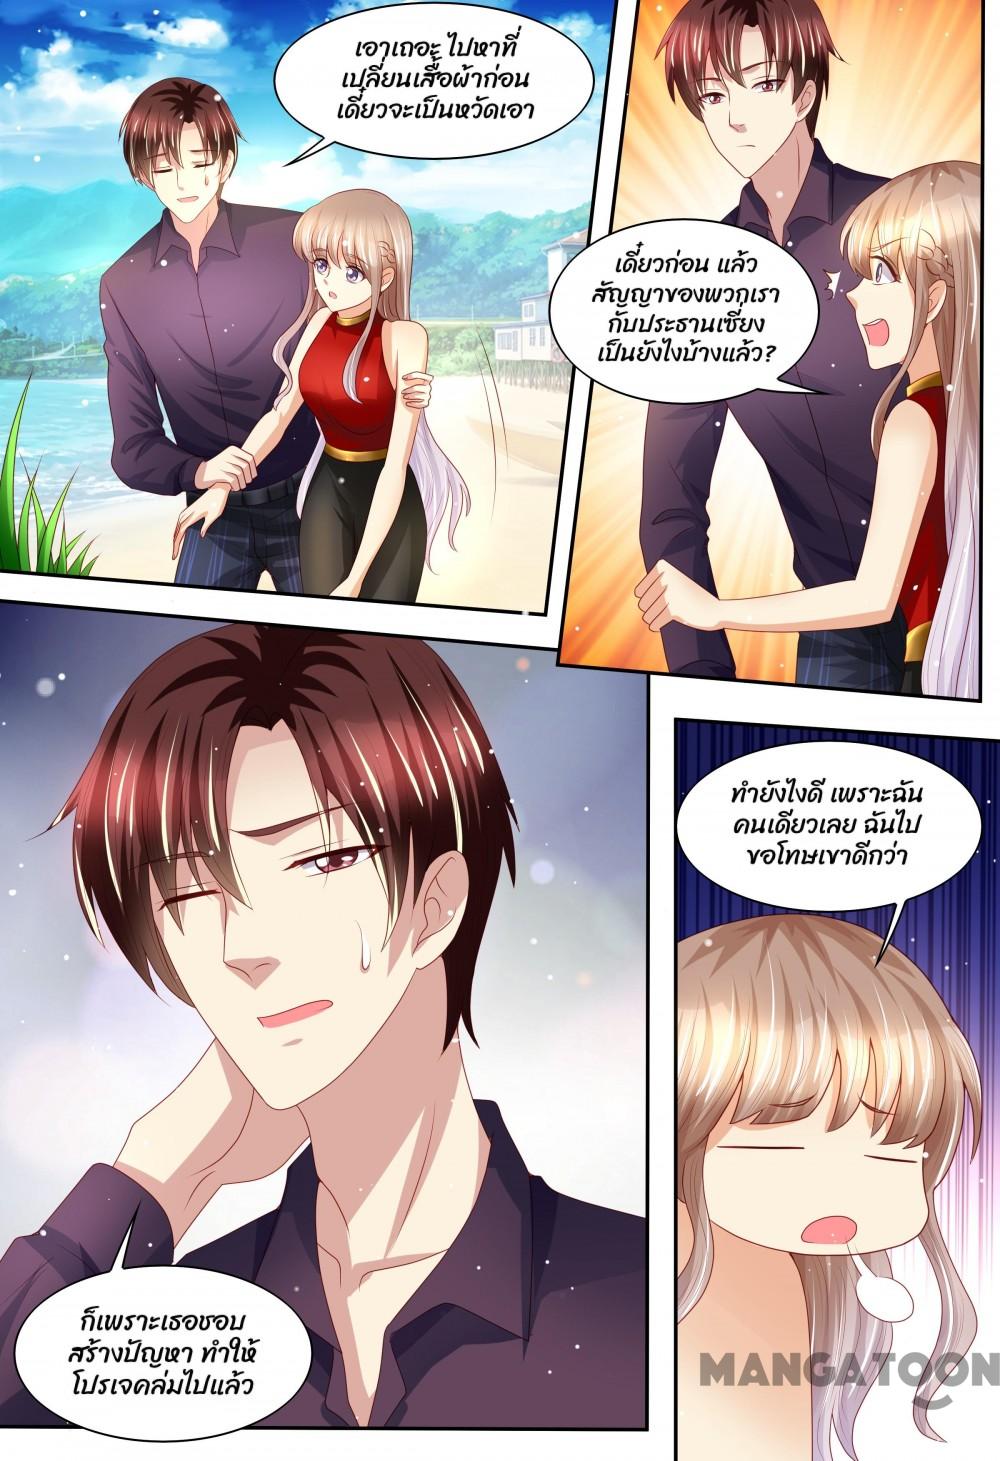 เอาเถอะ ไปหาที่
เปลี่ยนเสื้อผ้าก่อน
เดี๋ยวจะเป็นหวัดเอา
เดี๋ยวก่อน แล้ว
สัญญาของพวกเรา
กับประธานเซี่ยง
เป็นยังไงบ้างแล้ว?
ก็เพราะเธอชอบ
สร้างปัญหา ทำให้
โปรเจคล่มไปแล้ว
ทำยังไงดี เพราะฉัน
คนเดียวเลย ฉันไป
ขอโทษเขาดีกว่า
MANGATOON